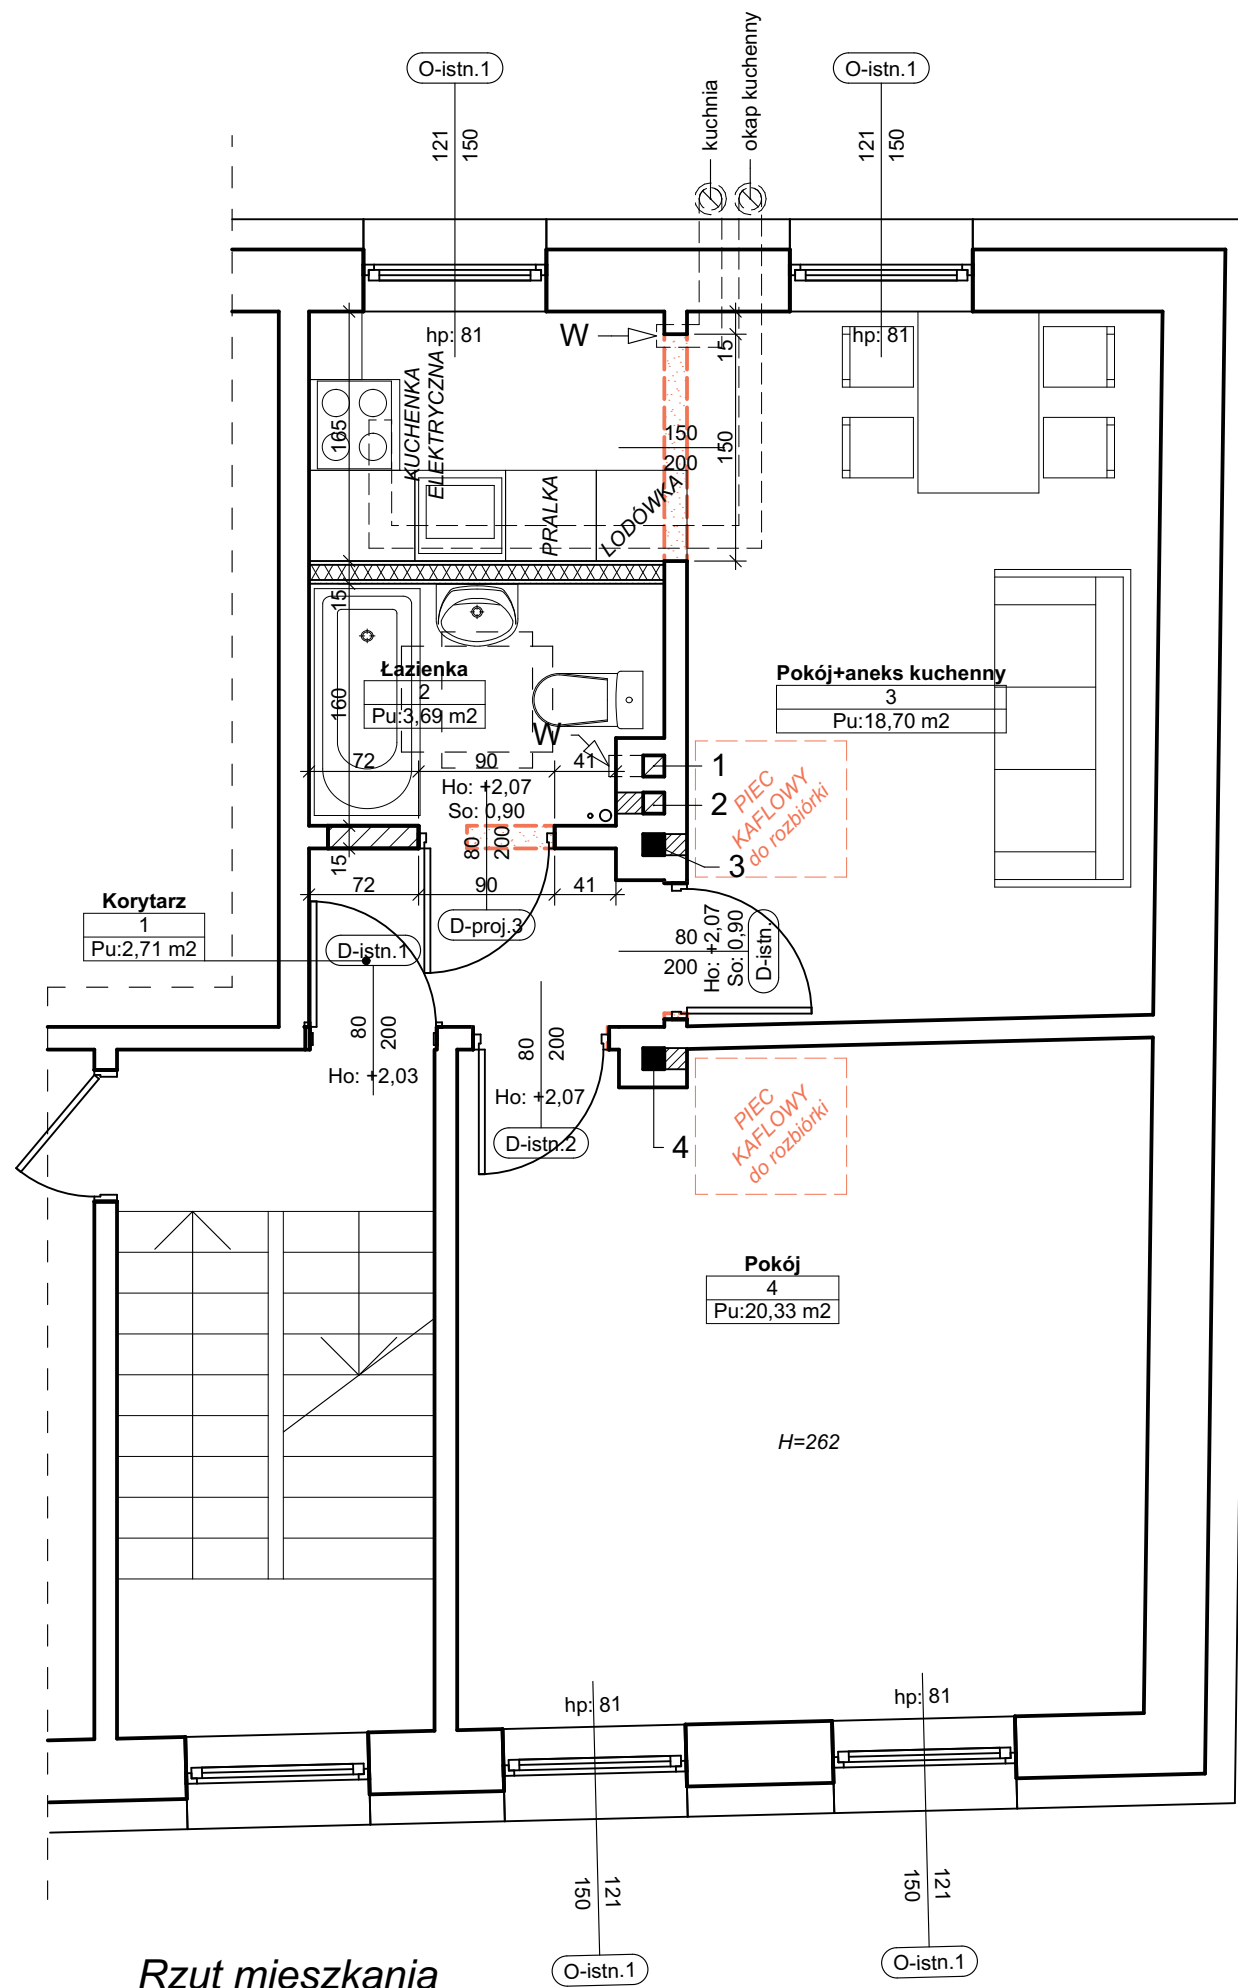 O-istn.1
O-istn.1
kuchnia
okap kuchenny
121
150
121
150
hp: 81
W
15
hp: 81
KUCHENKA
ELEKTRYCZNA
165
150
200
150
PRALKA
LODÓWKA
15
Łazienka
2
Pu:3,69 m2
160
W
Pokój+aneks kuchenny
3
Pu:18,70 m2
72
90
41
Ho: +2,07
So: 0,90
1
2
3
PIEC
KAFLOWY
do rozbiórki
80
200
15
72
90
41
Korytarz
1
Pu:2,71 m2
D-istn.1
D-proj.3
80
200
Ho: +2,07
So: 0,90
D-istn.
80
200
Ho: +2,03
80
200
Ho: +2,07
D-istn.2
4
PIEC
KAFLOWY
do rozbiórki
Pokój
4
Pu:20,33 m2
H=262
hp: 81
hp: 81
150
121
150
121
O-istn.1
O-istn.1
Rzut mieszkania